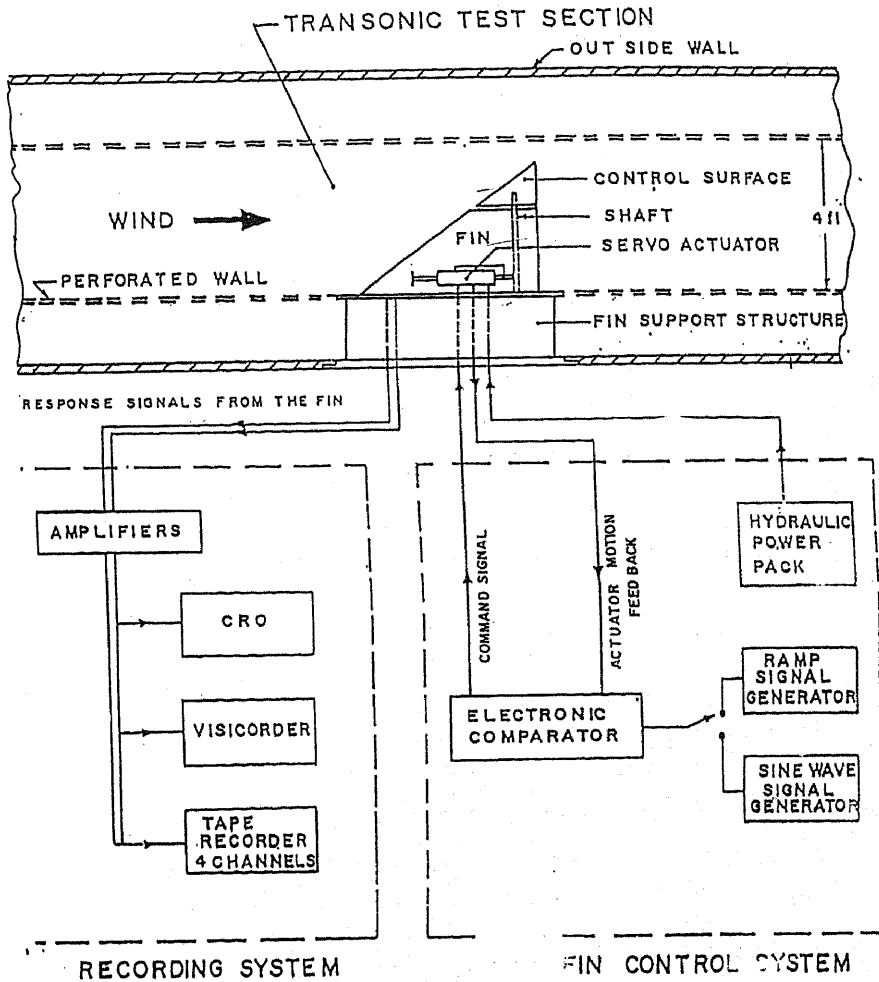 TRANSONIC TEST SECTION
OUT SIDE WALL
CONTROL SURFACE
WIND
SHAFT
4 ft
FIN
SERVO ACTUATOR
PERFORATED WALL
FIN SUPPORT STRUCTURE
RESPONSE SIGNALS FROM THE FIN
AMPLIFIERS
CRO
VISICORDER
TAPE
RECORDER
4 CHANNELS
RECORDING SYSTEM
COMMAND SIGNAL
ACTUATOR MOTION
FEED BACK
HYDRAULIC
POWER
PACK
ELECTRONIC
COMPARATOR
RAMP
SIGNAL
GENERATOR
SINE WAVE
SIGNAL
GENERATOR
FIN CONTROL SYSTEM